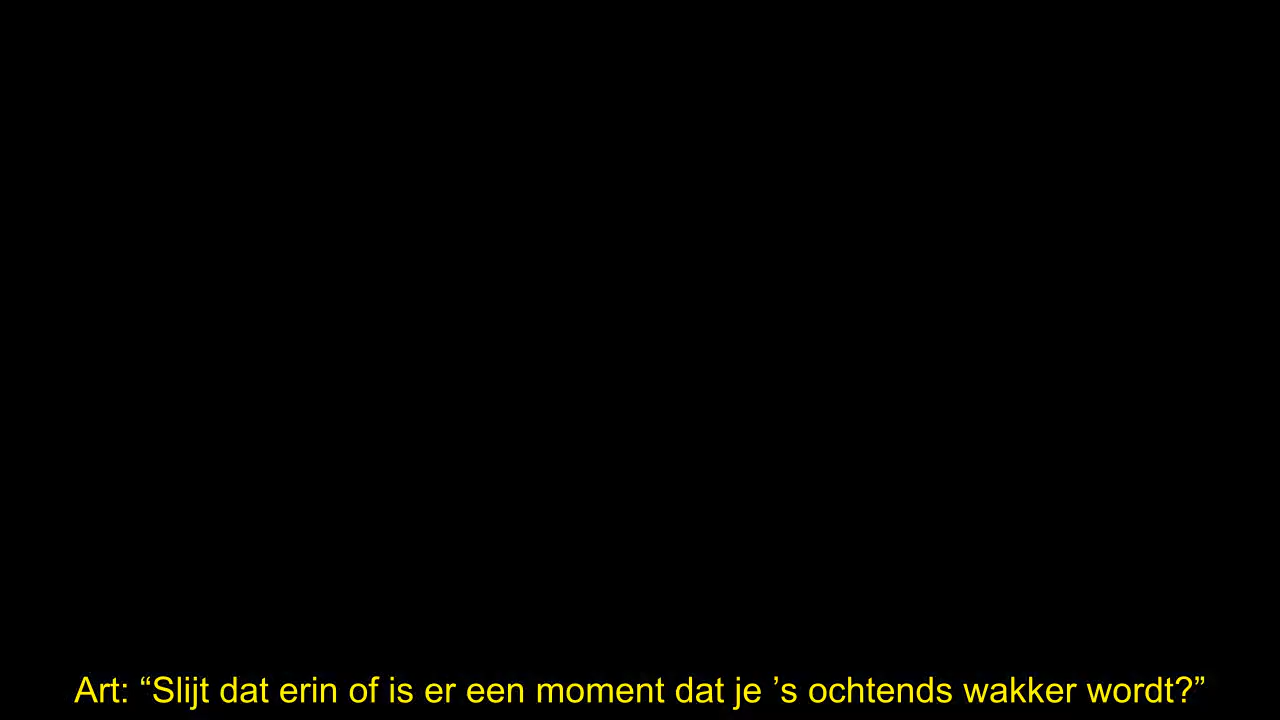 Art: “Slijt dat erin of is er een moment dat je ’s ochtends wakker wordt?”